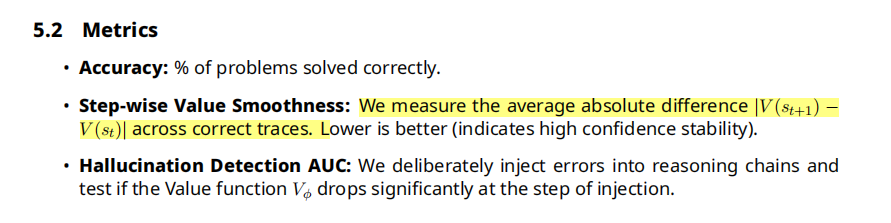 5.2 Metrics
• Accuracy: % of problems solved correctly.
• Step-wise Value Smoothness: We measure the average absolute difference |V(s_{t+1}) −
V(s_t)| across correct traces. Lower is better (indicates high confidence stability).
• Hallucination Detection AUC: We deliberately inject errors into reasoning chains and
test if the Value function V_ϕ drops significantly at the step of injection.